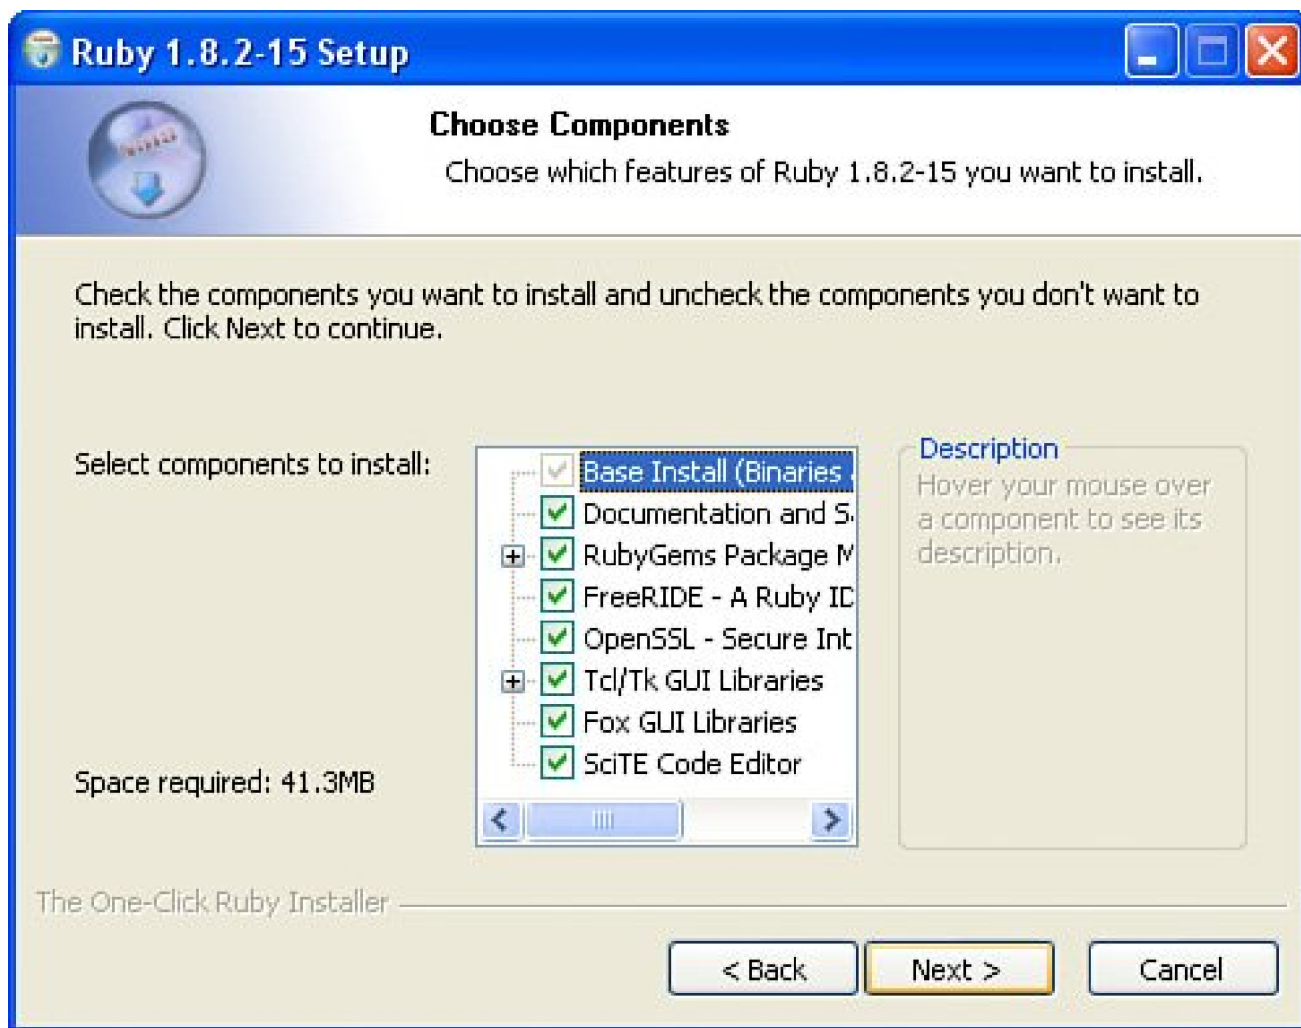 Ruby 1.8.2-15 Setup
Choose Components
Choose which features of Ruby 1.8.2-15 you want to install.
Check the components you want to install and uncheck the components you don't want to
install. Click Next to continue.
Select components to install:
Base Install (Binaries
Documentation and S
RubyGems Package M
FreeRIDE - A Ruby ID
OpenSSL - Secure Int
Tcl/Tk GUI Libraries
Fox GUI Libraries
SciTE Code Editor
Description
Hover your mouse over
a component to see its
description.
Space required: 41.3MB
The One-Click Ruby Installer
< Back
Next >
Cancel